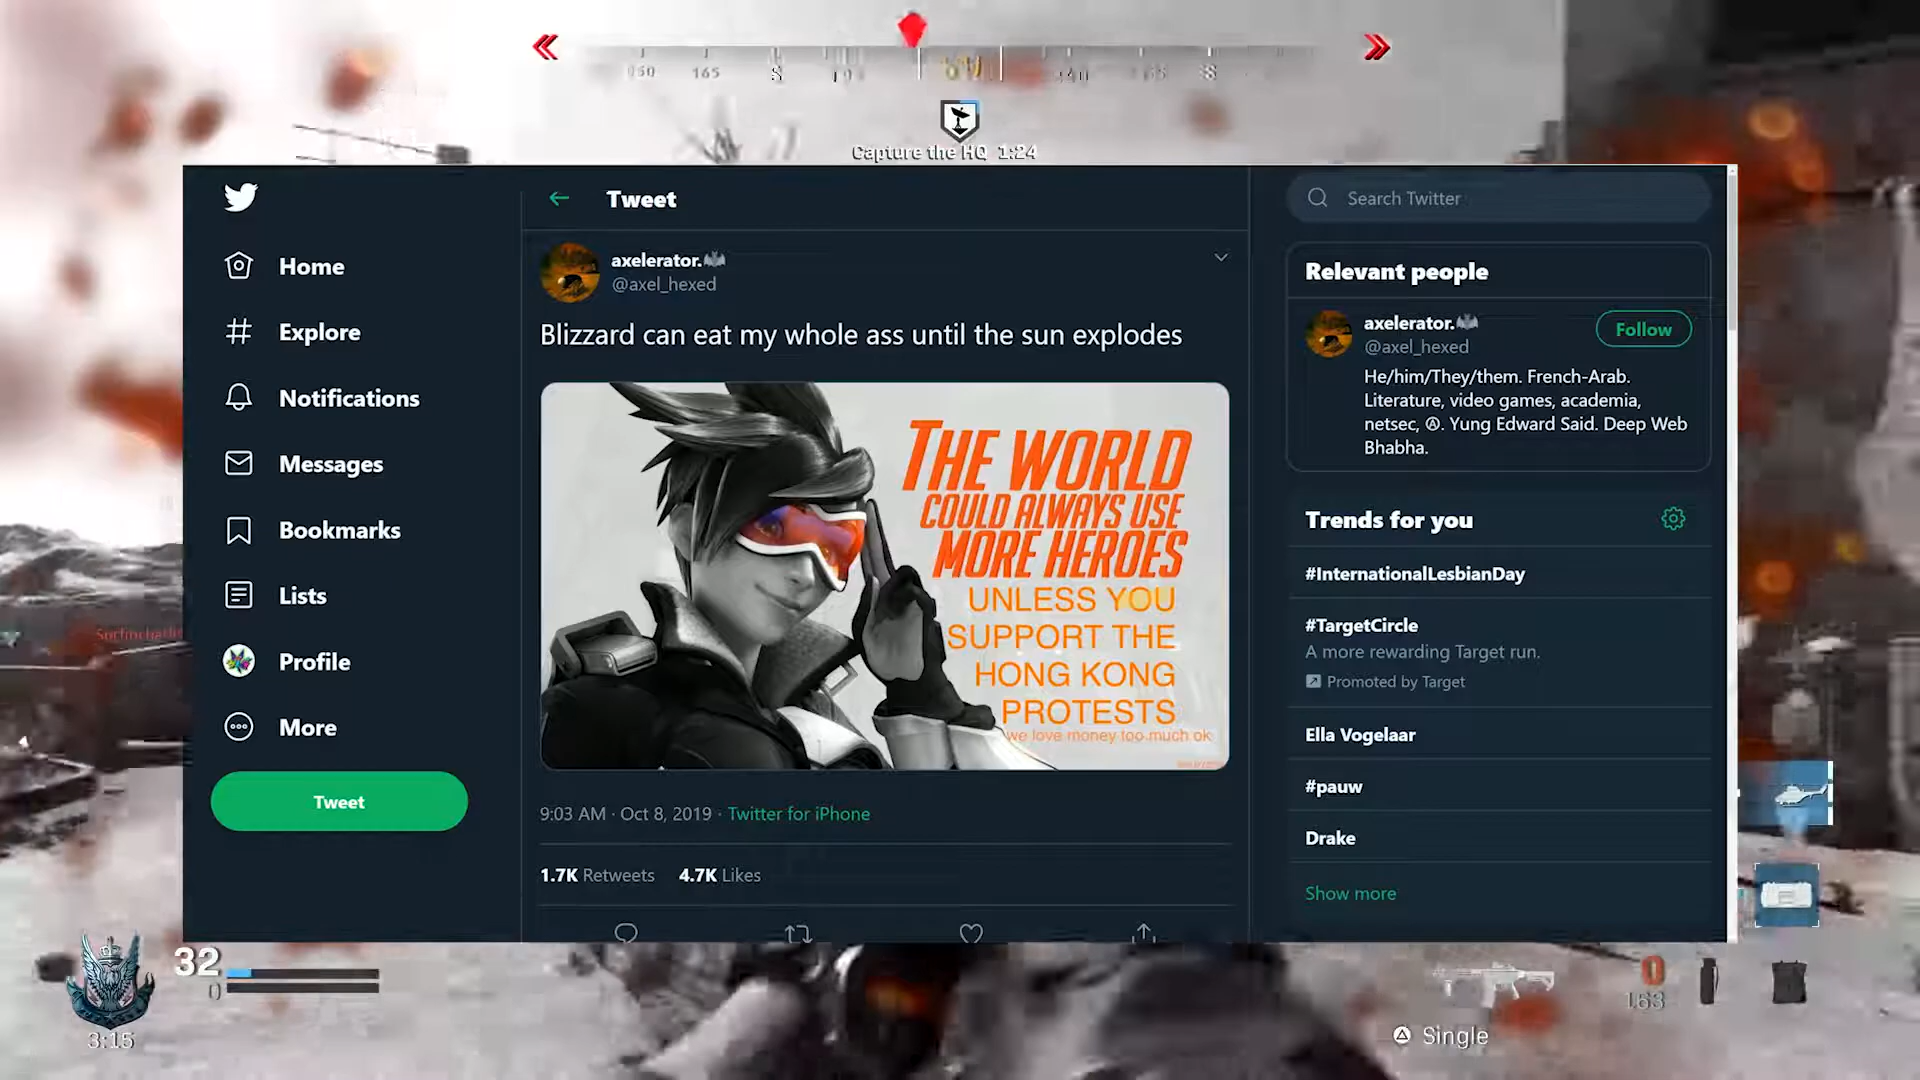 165
S
Capture the HQ 1:24
Home
Explore
Notifications
Messages
Bookmarks
Lists
Profile
More
Tweet
Tweet
axelerator.
@axel_hexed
Blizzard can eat my whole ass until the sun explodes
THE WORLD
COULD ALWAYS USE
MORE HEROES
UNLESS YOU
SUPPORT THE
HONG KONG
PROTESTS
we love money too much ok
9:03 AM · Oct 8, 2019 · Twitter for iPhone
1.7K Retweets 4.7K Likes
Search Twitter
Relevant people
axelerator.
@axel_hexed
Follow
He/him/They/them. French-Arab.
Literature, video games, academia,
netsec, Ⓐ. Yung Edward Said. Deep Web
Bhabha.
Trends for you
#InternationalLesbianDay
#TargetCircle
A more rewarding Target run.
Promoted by Target
Ella Vogelaar
#pauw
Drake
Show more
32
0
3:15
0
163
Single